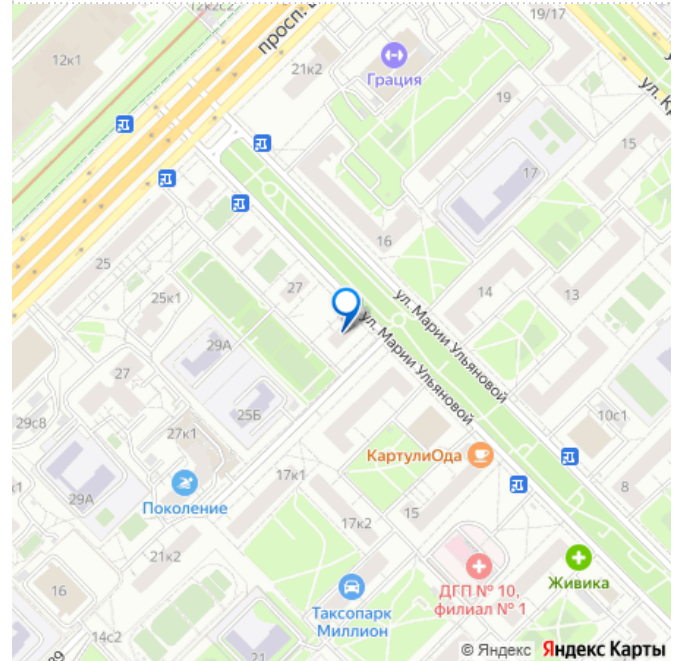 12к2с2
19/17
просп.
12к1
21к2
Грация
ул.
19
15
17
16
25
25к1
27
ул. Марии Ульяновой
14
13
29А
ул. Марии Ульяновой
27
25Б
10с1
29с8
27к1
КартулиОда
17к1
8
29А
Поколение
15
17к2
21к2
ДГП № 10,
филиал № 1
Живика
16
Таксопарк
Миллион
14с2
21
© Яндекс Яндекс Карты